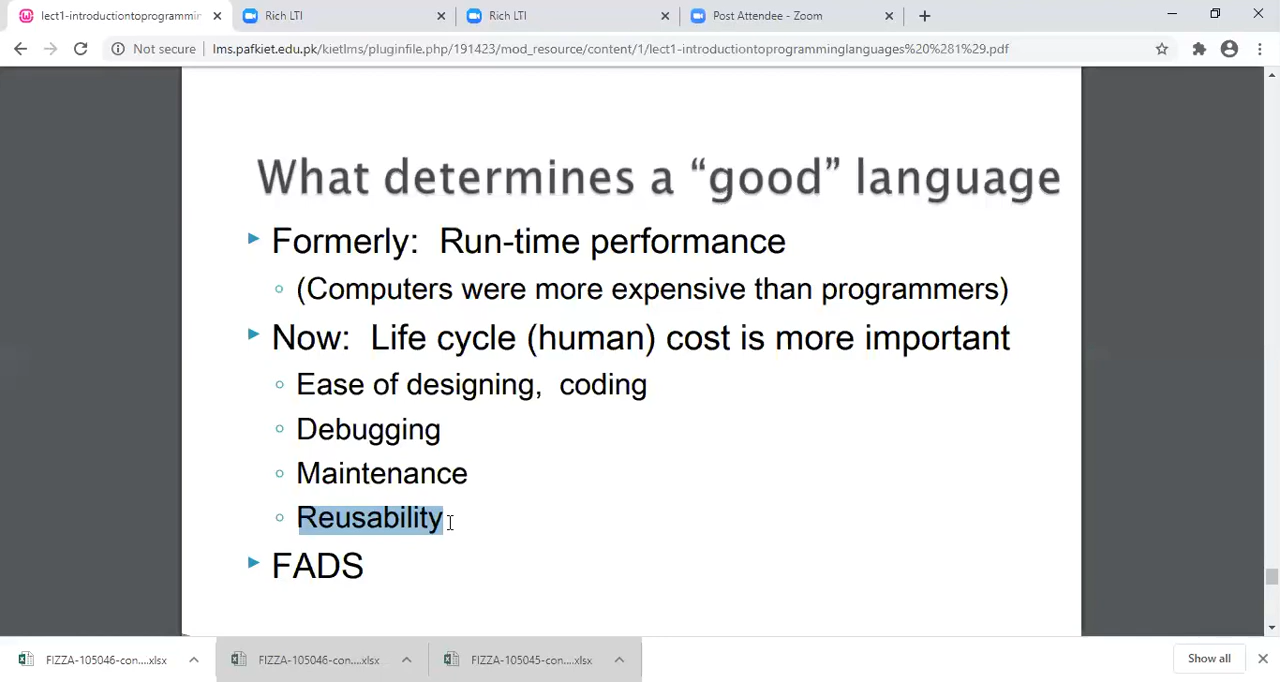 lect1-introductiontoprogrammin
Rich LTI
Rich LTI
Post Attendee - Zoom
Not secure
lms.pafkiet.edu.pk/kietlms/pluginfile.php/191423/mod_resource/content/1/lect1-introductiontoprogramminglanguages%20%281%29.pdf
What determines a “good” language
Formerly: Run-time performance
(Computers were more expensive than programmers)
Now: Life cycle (human) cost is more important
Ease of designing, coding
Debugging
Maintenance
Reusability
FADS
FIZZA-105046-con....xlsx
FIZZA-105046-con....xlsx
FIZZA-105045-con....xlsx
Show all